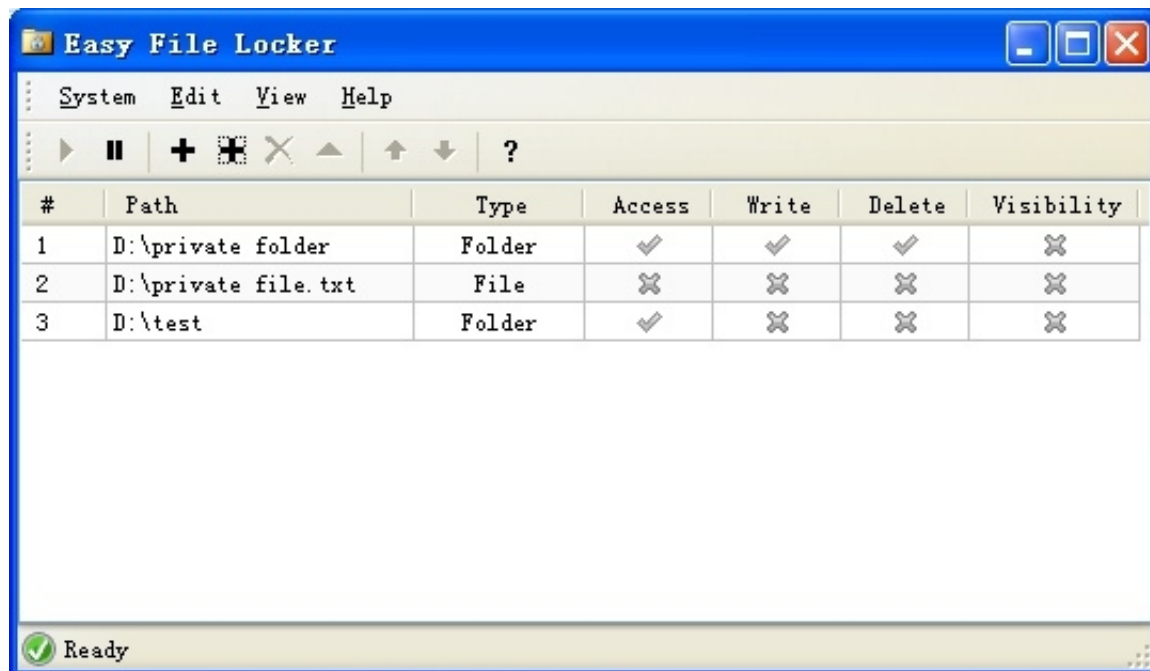 Easy File Locker
System Edit View Help
?
# Path Type Access Write Delete Visibility
1 D:\private folder Folder
2 D:\private file.txt File
3 D:\test Folder
Ready